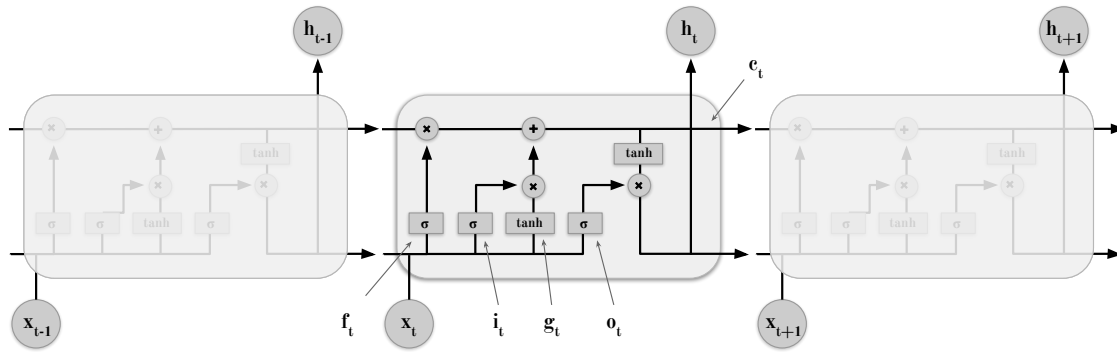 h_{t-1} h_t h_{t+1}
c_t
× + × + × +
tanh tanh tanh
× × × × × ×
σ σ tanh σ σ σ tanh σ σ σ tanh σ
x_{t-1} f_t x_t i_t g_t o_t x_{t+1}